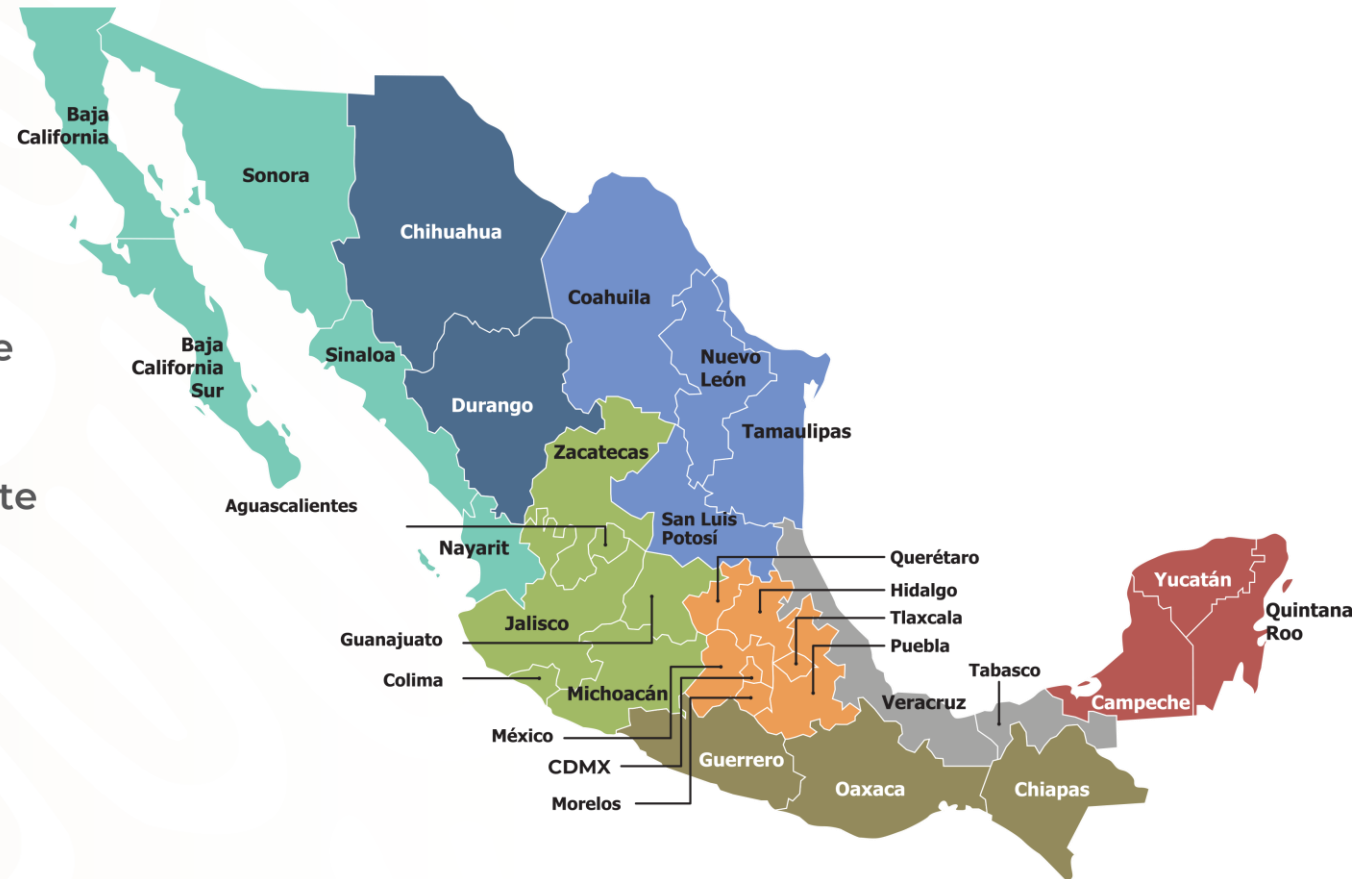 Baja
California
Sonora
Chihuahua
Coahuila
Baja
California
Sur
Sinaloa
Nuevo
León
Durango
Tamaulipas
Zacatecas
Aguascalientes
San Luis
Potosí
Nayarit
Querétaro
Hidalgo
Tlaxcala
Puebla
Jalisco
Guanajuato
Colima
Michoacán
México
CDMX
Morelos
Guerrero
Oaxaca
Veracruz
Tabasco
Chiapas
Campeche
Yucatán
Quintana
Roo
e
te